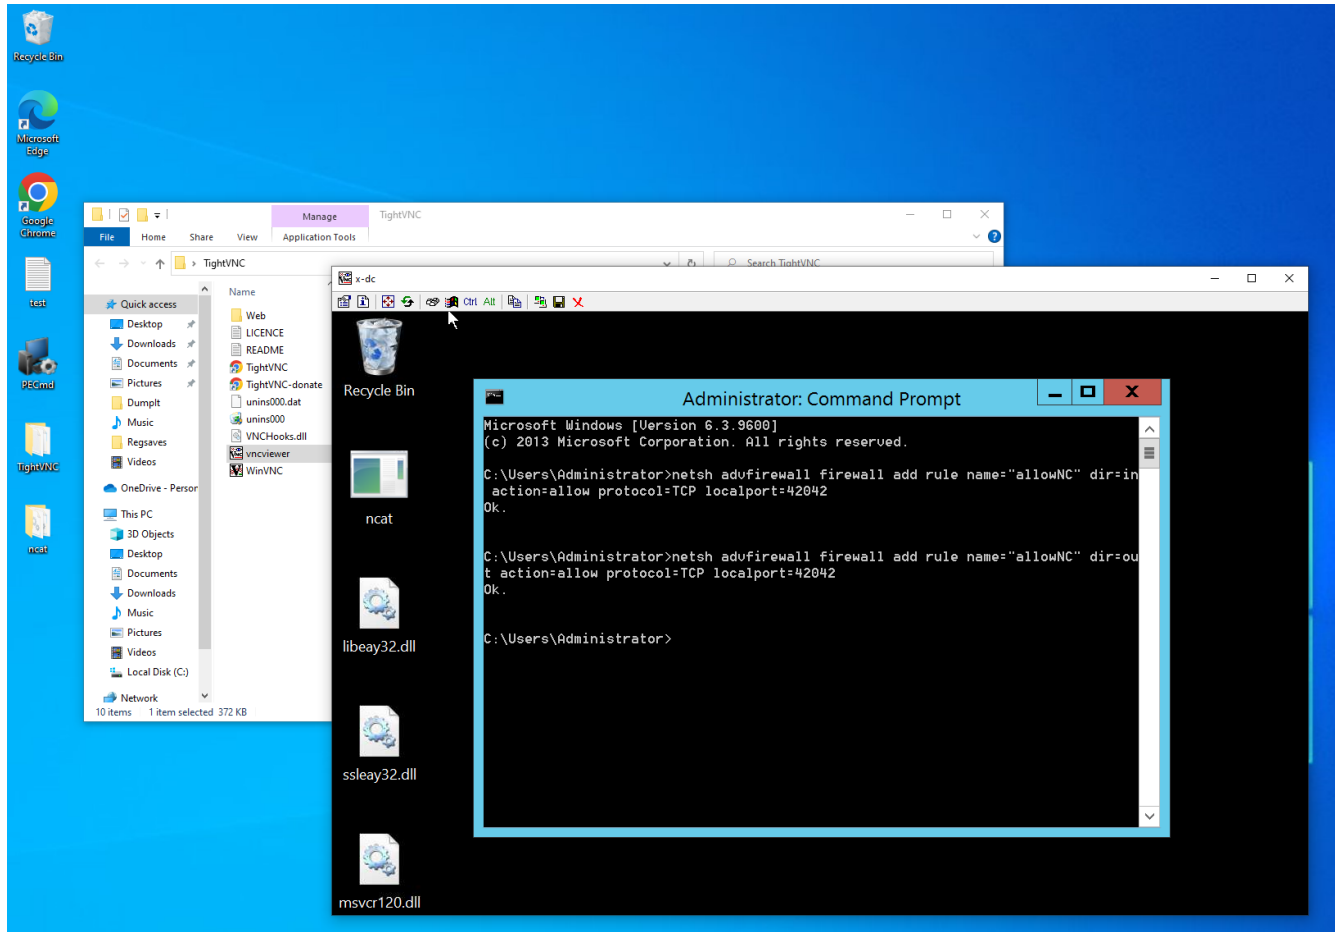 Recycle Bin
Microsoft
Edge
Google
Chrome
test
PECmd
TightVNC
ncat
Manage
TightVNC
File
Home
Share
View
Application Tools
TightVNC
Search TightVNC
Name
Quick access
Desktop
Downloads
Documents
Pictures
DumpIt
Music
Regsaves
Videos
OneDrive - Person
This PC
3D Objects
Desktop
Documents
Downloads
Music
Pictures
Videos
Local Disk (C:)
Network
Web
LICENCE
README
TightVNC
TightVNC-donate
unins000.dat
unins000
VNCHooks.dll
vncviewer
WinVNC
10 items
1 item selected 372 KB
x-dc
Ctrl Alt
Recycle Bin
ncat
libeay32.dll
ssleay32.dll
msvcr120.dll
Administrator: Command Prompt
Microsoft Windows [Version 6.3.9600]
(c) 2013 Microsoft Corporation. All rights reserved.
C:\Users\Administrator>netsh advfirewall firewall add rule name="allowNC" dir=in
action=allow protocol=TCP localport=42042
Ok.
C:\Users\Administrator>netsh advfirewall firewall add rule name="allowNC" dir=ou
t action=allow protocol=TCP localport=42042
Ok.
C:\Users\Administrator>